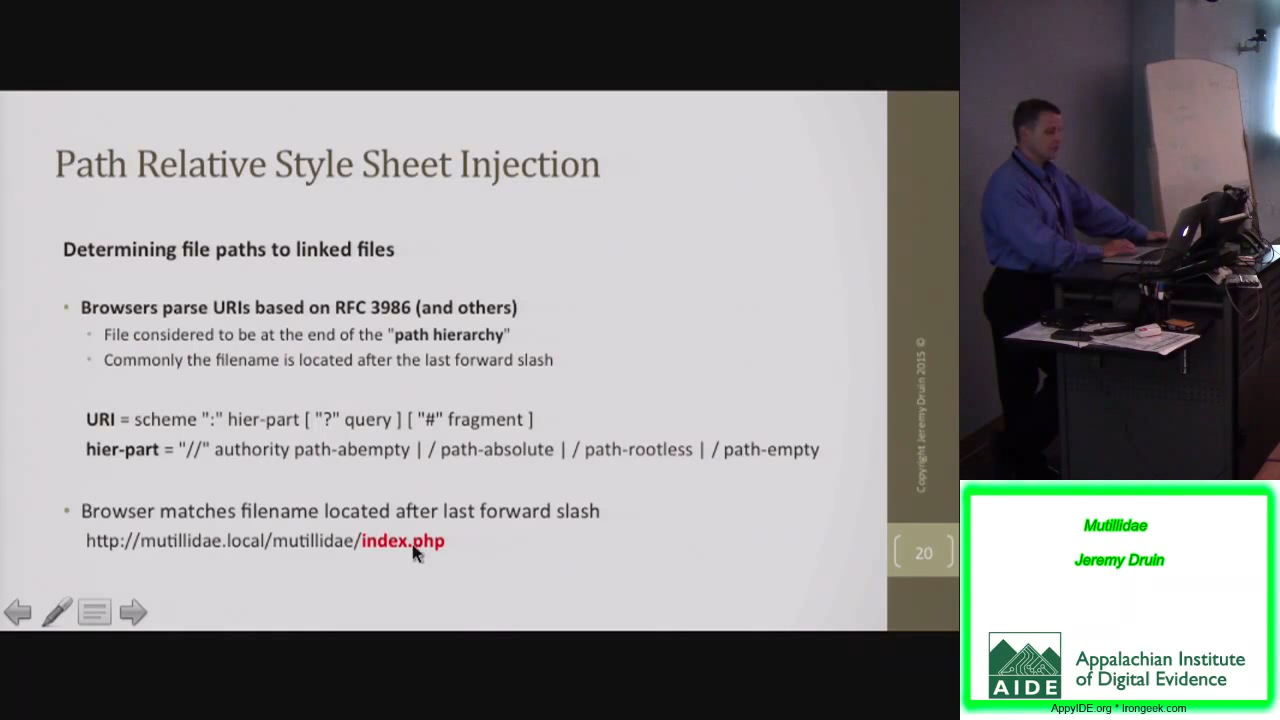 Path Relative Style Sheet Injection
Determining file paths to linked files
• Browsers parse URIs based on RFC 3986 (and others)
• File considered to be at the end of the "path hierarchy"
• Commonly the filename is located after the last forward slash
URI = scheme ":" hier-part [ "?" query ] [ "#" fragment ]
hier-part = "//" authority path-abempty | / path-absolute | / path-rootless | / path-empty
• Browser matches filename located after last forward slash
http://mutillidae.local/mutillidae/index.php
Copyright Jeremy Druin 2015 ©
20
Mutillidae
Jeremy Druin
AIDE
Appalachian Institute
of Digital Evidence
AppyIDE.org * Irongeek.com